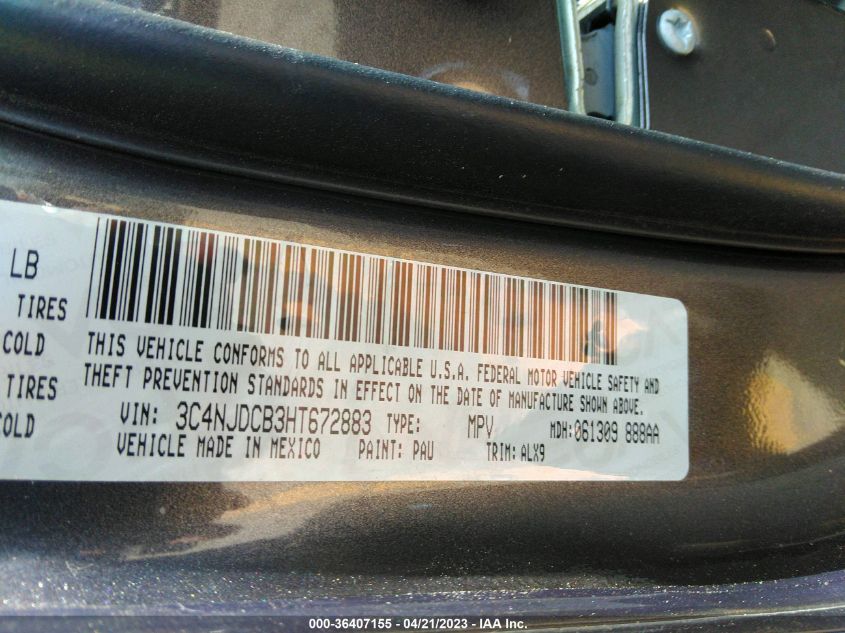 LB
TIRES
COLD
TIRES
COLD
THIS VEHICLE CONFORMS TO ALL APPLICABLE U.S.A. FEDERAL MOTOR VEHICLE SAFETY AND
THEFT PREVENTION STANDARDS IN EFFECT ON THE DATE OF MANUFACTURE SHOWN ABOVE.
VIN: 3C4NJDCB3HT672883 TYPE: MPV MDH:061309 888AA
VEHICLE MADE IN MEXICO PAINT: PAU TRIM: ALX9
000-36407155 - 04/21/2023 - IAA Inc.